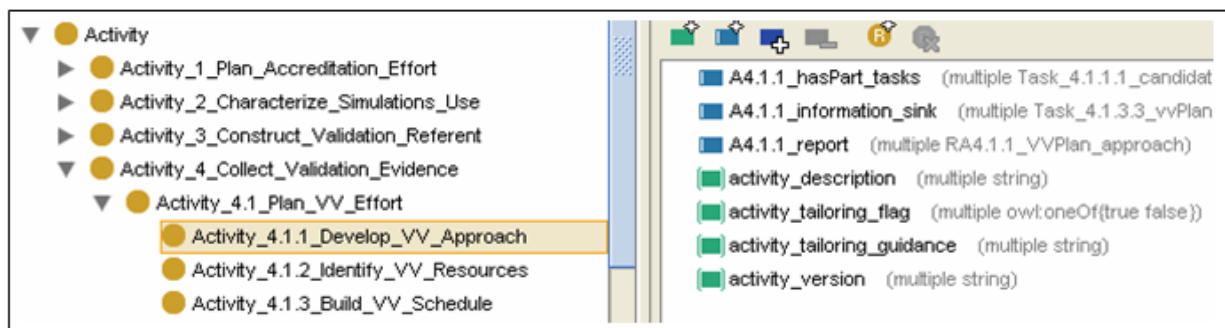 Activity
Activity_1_Plan_Accreditation_Effort
Activity_2_Characterize_Simulations_Use
Activity_3_Construct_Validation_Referent
Activity_4_Collect_Validation_Evidence
Activity_4.1_Plan_VV_Effort
Activity_4.1.1_Develop_VV_Approach
Activity_4.1.2_Identify_VV_Resources
Activity_4.1.3_Build_VV_Schedule
R
A4.1.1_hasPart_tasks (multiple Task_4.1.1.1_candidat
A4.1.1_information_sink (multiple Task_4.1.3.3_vvPlan
A4.1.1_report (multiple RA4.1.1_VVPlan_approach)
activity_description (multiple string)
activity_tailoring_flag (multiple owl:oneOf{true false})
activity_tailoring_guidance (multiple string)
activity_version (multiple string)